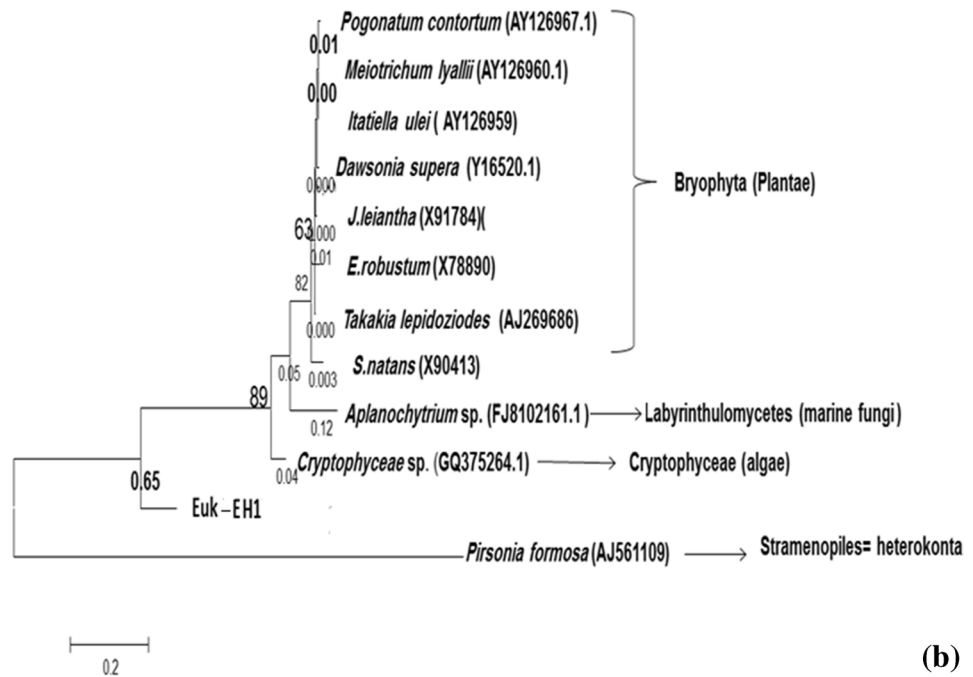 Pogonatum contortum (AY126967.1)
0.01
Meiotrichum lyallii (AY126960.1)
0.00
Itatiella ulei ( AY126959)
Dawsonia supera (Y16520.1)
0.000
J.leiantha (X91784)(
63
0.000
0.01
E.robustum (X78890)
82
Takakia lepidoziodes (AJ269686)
0.000
S.natans (X90413)
0.05
0.003
89
Aplanochytrium sp. (FJ8102161.1)
Labyrinthulomycetes (marine fungi)
0.12
Cryptophyceae sp. (GQ375264.1)
Cryptophyceae (algae)
0.04
0.65
Euk –EH1
Pirsonia formosa (AJ561109)
Stramenopiles= heterokonta
Bryophyta (Plantae)
0.2
(b)